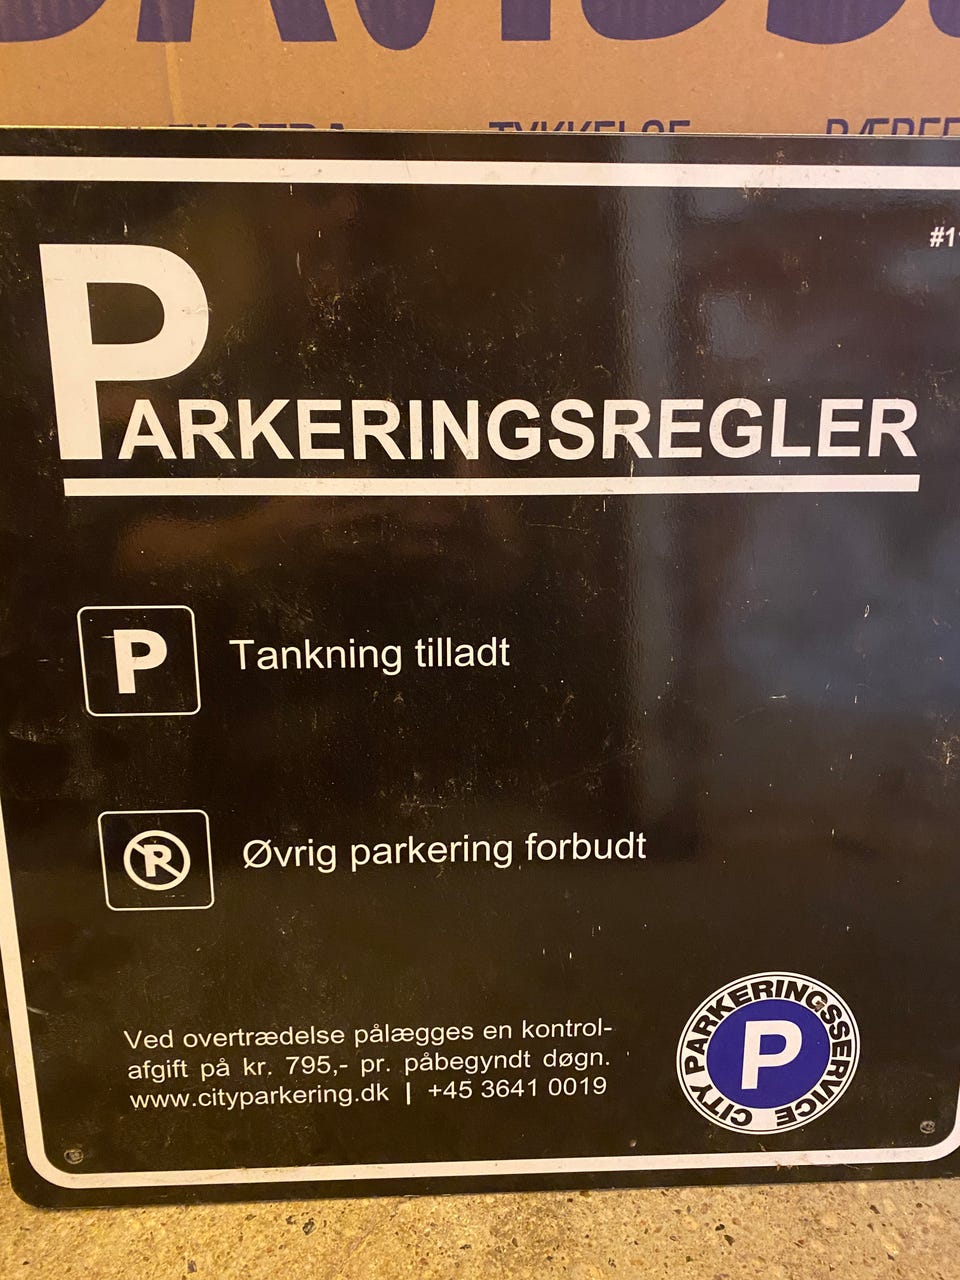 TYKKELSE
PARKERINGSREGLER
P
Tankning tilladt
P
Øvrig parkering forbudt
Ved overtrædelse pålægges en kontrol-
afgift på kr. 795,- pr. påbegyndt døgn.
www.cityparkering.dk | +45 3641 0019
CITY PARKERINGSSERVICE
P